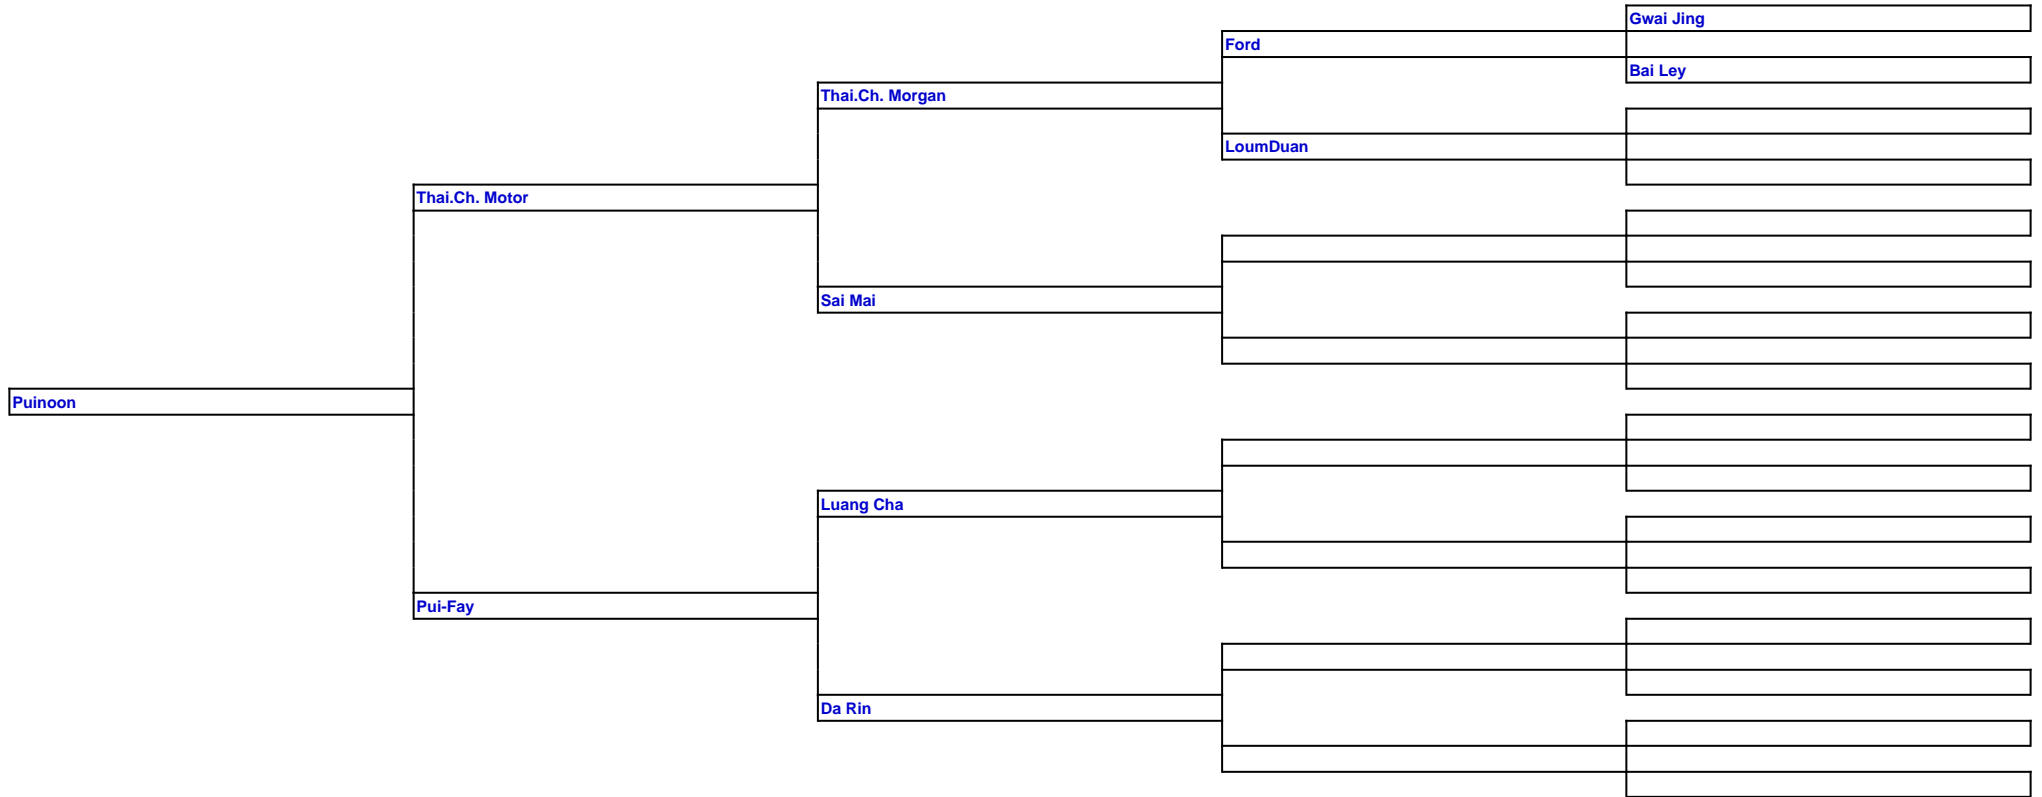 Gwai Jing
Ford
Bai Ley
Thai.Ch. Morgan
LoumDuan
Thai.Ch. Motor
Sai Mai
Puinoon
Luang Cha
Pui-Fay
Da Rin